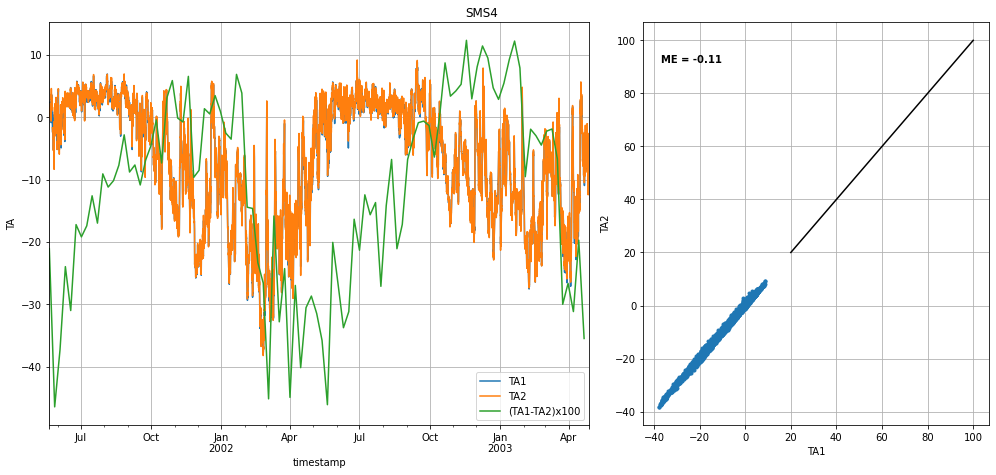 SMS4
TA
10
0
−10
−20
−30
−40
Jul
Oct
Jan
2002
Apr
Jul
Oct
Jan
2003
Apr
timestamp
TA1
TA2
(TA1-TA2)x100
ME = -0.11
TA2
100
80
60
40
20
0
−20
−40
−40
−20
0
20
40
60
80
100
TA1